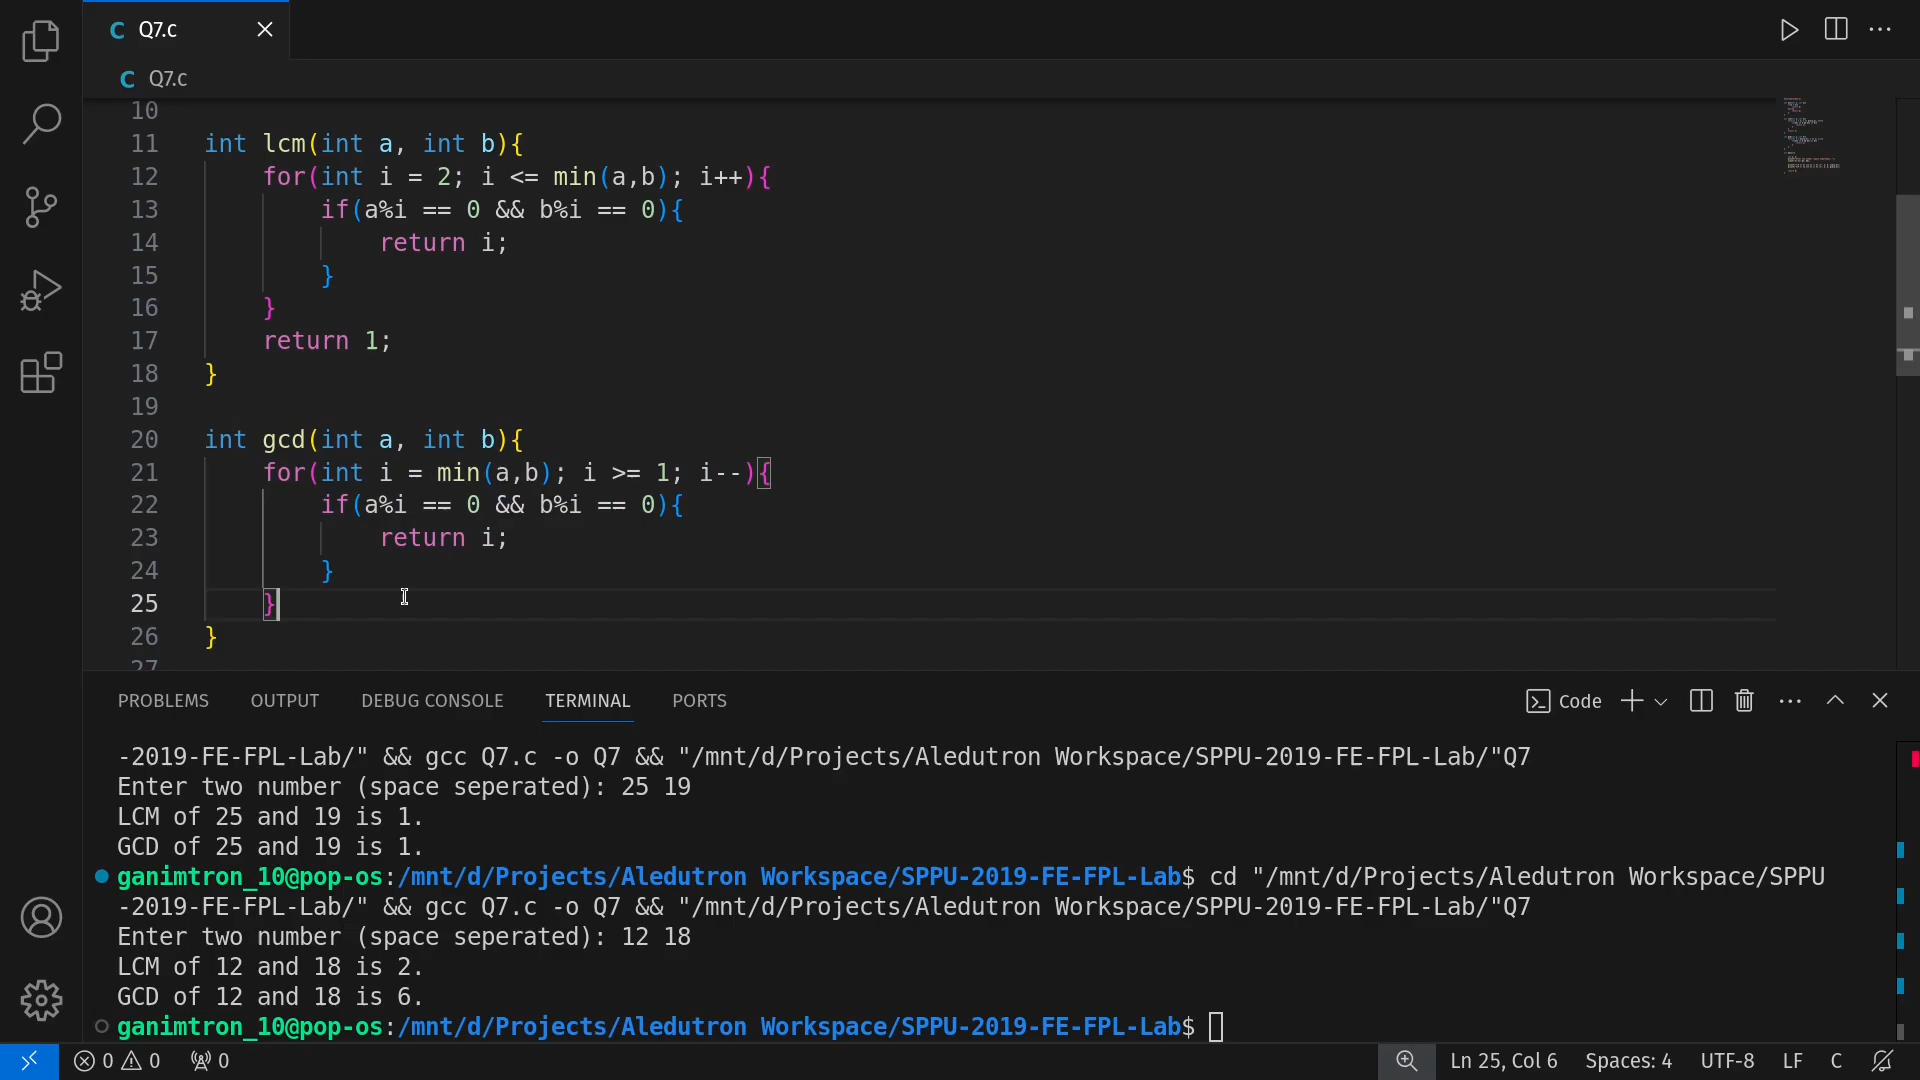 C Q7.c
C Q7.c
10
11 int lcm(int a, int b){
12 for(int i = 2; i <= min(a,b); i++){
13 if(a%i == 0 && b%i == 0){
14 return i;
15 }
16 }
17 return 1;
18 }
19
20 int gcd(int a, int b){
21 for(int i = min(a,b); i >= 1; i--){
22 if(a%i == 0 && b%i == 0){
23 return i;
24 }
25 }
26 }
27
PROBLEMS OUTPUT DEBUG CONSOLE TERMINAL PORTS Code
-2019-FE-FPL-Lab/" && gcc Q7.c -o Q7 && "/mnt/d/Projects/Aledutron Workspace/SPPU-2019-FE-FPL-Lab/"Q7
Enter two number (space seperated): 25 19
LCM of 25 and 19 is 1.
GCD of 25 and 19 is 1.
ganimtron_10@pop-os:/mnt/d/Projects/Aledutron Workspace/SPPU-2019-FE-FPL-Lab$ cd "/mnt/d/Projects/Aledutron Workspace/SPPU
-2019-FE-FPL-Lab/" && gcc Q7.c -o Q7 && "/mnt/d/Projects/Aledutron Workspace/SPPU-2019-FE-FPL-Lab/"Q7
Enter two number (space seperated): 12 18
LCM of 12 and 18 is 2.
GCD of 12 and 18 is 6.
ganimtron_10@pop-os:/mnt/d/Projects/Aledutron Workspace/SPPU-2019-FE-FPL-Lab$
0 0 0 Ln 25, Col 6 Spaces: 4 UTF-8 LF C